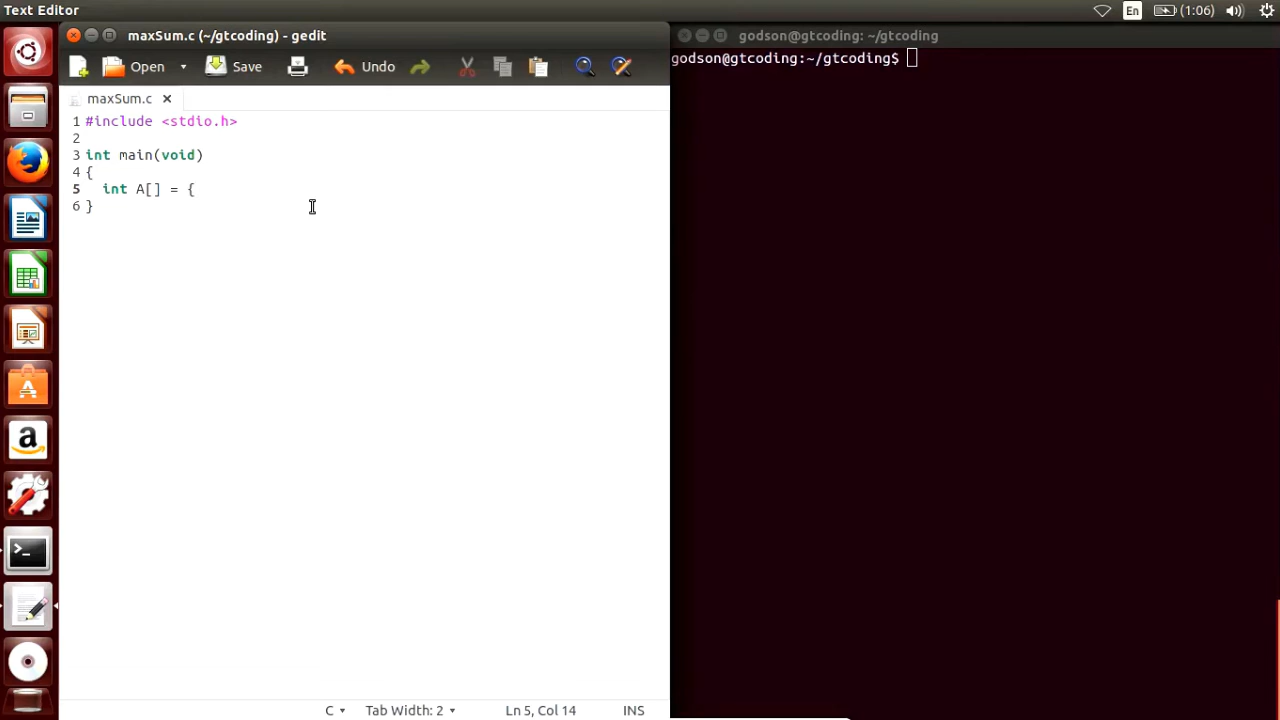 Text Editor
En
(1:06)
maxSum.c (~/gtcoding) - gedit
godson@gtcoding: ~/gtcoding
Open
Save
Undo
godson@gtcoding:~/gtcoding$
maxSum.c
1 #include <stdio.h>
2
3 int main(void)
4 {
5 int A[] = {
6 }
C
Tab Width: 2
Ln 5, Col 14
INS